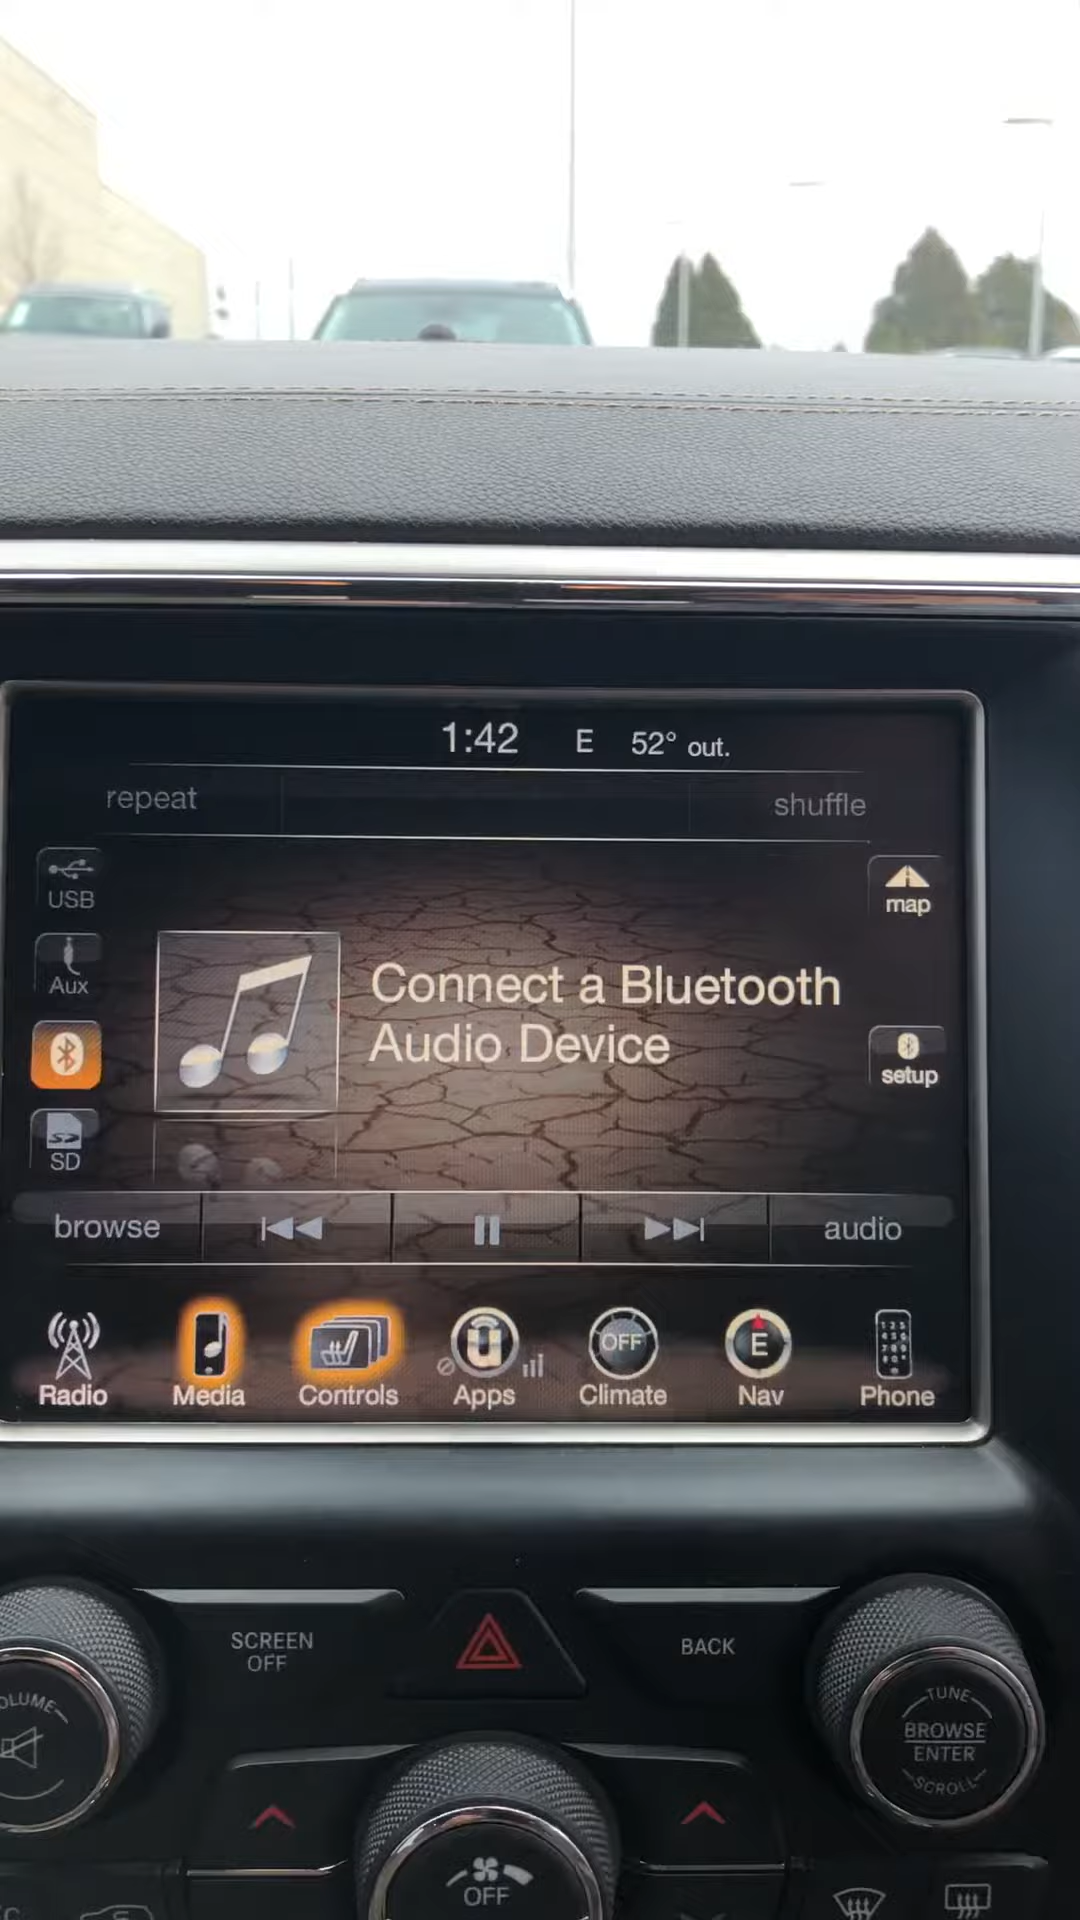 1:42 E 52° out.
repeat shuffle
USB
map
Aux
Connect a Bluetooth
Audio Device
setup
SD
browse audio
OFF E
Radio Media Controls Apps Climate Nav Phone
SCREEN
OFF
BACK
TUNE
BROWSE
ENTER
SCROLL
OFF